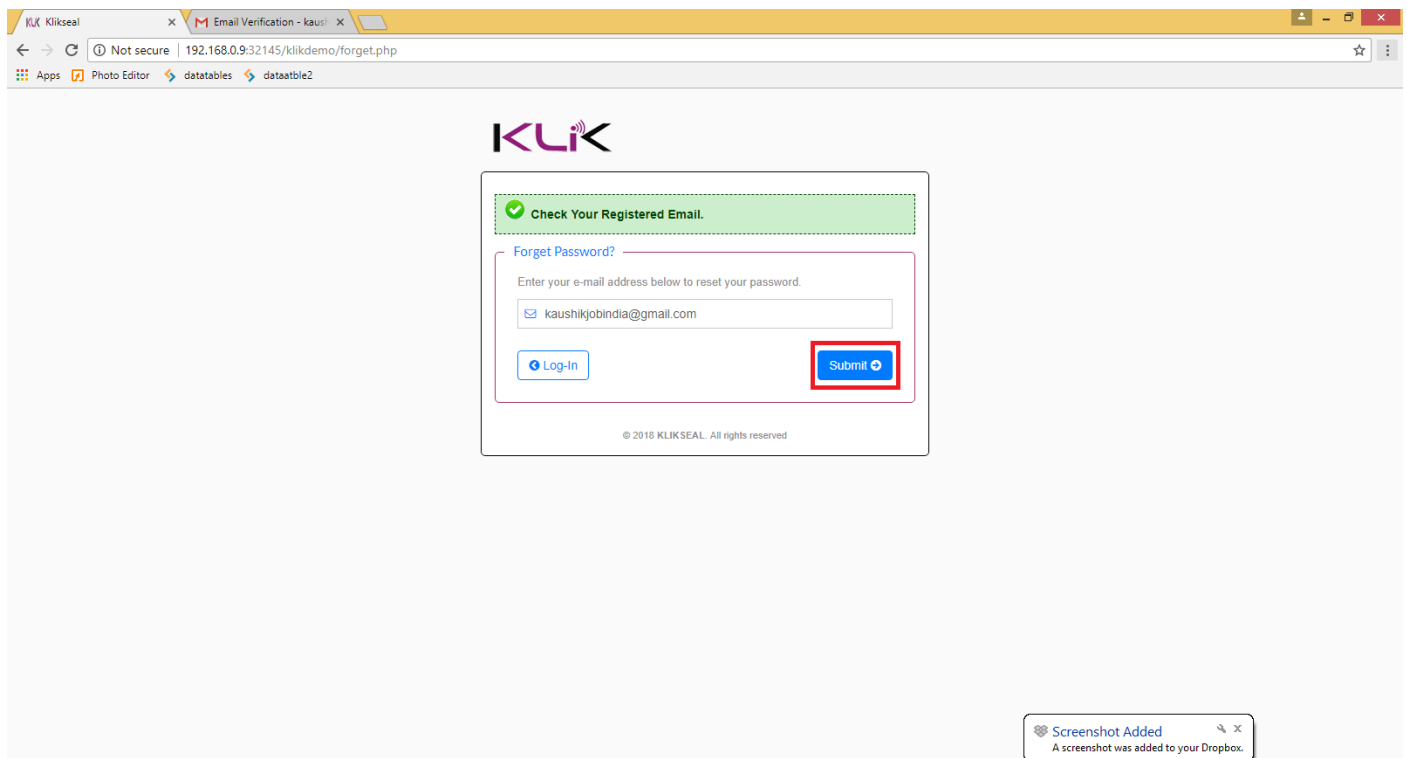 KLiK Klikseal
Email Verification - kaus
Not secure | 192.168.0.9:32145/klikdemo/forget.php
Apps Photo Editor datatables dataatble2
KLiK
Check Your Registered Email.
Forget Password?
Enter your e-mail address below to reset your password.
kaushikjobindia@gmail.com
Log-In Submit
© 2018 KLIKSEAL. All rights reserved
Screenshot Added
A screenshot was added to your Dropbox.